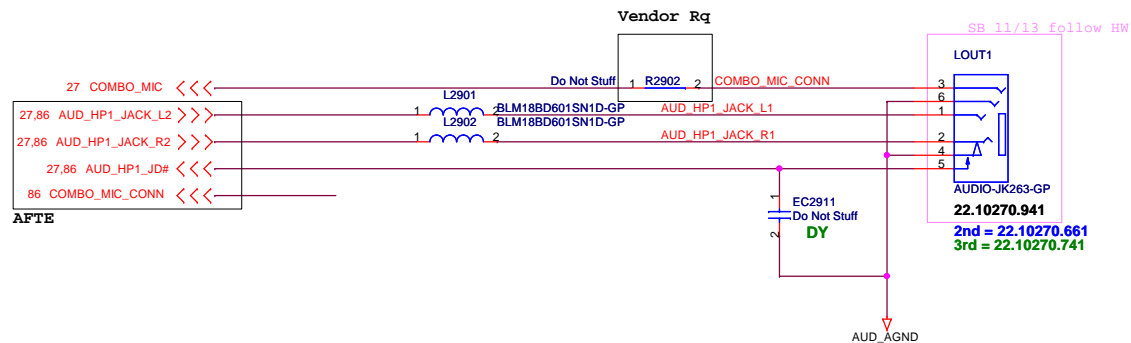 Vendor Rq
SB 11/13 follow HW
LOUT1
27 COMBO_MIC
Do Not Stuff
1 R2902 2
COMBO_MIC_CONN
3
6
L2901
27,86 AUD_HP1_JACK_L2
1 2
BLM18BD601SN1D-GP
AUD_HP1_JACK_L1
1
L2902
BLM18BD601SN1D-GP
27,86 AUD_HP1_JACK_R2
1 2
AUD_HP1_JACK_R1
2
4
27,86 AUD_HP1_JD#
5
86 COMBO_MIC_CONN
AFTE
AUDIO-JK263-GP
22.10270.941
2nd = 22.10270.661
3rd = 22.10270.741
1
EC2911
Do Not Stuff
DY
2
AUD_AGND